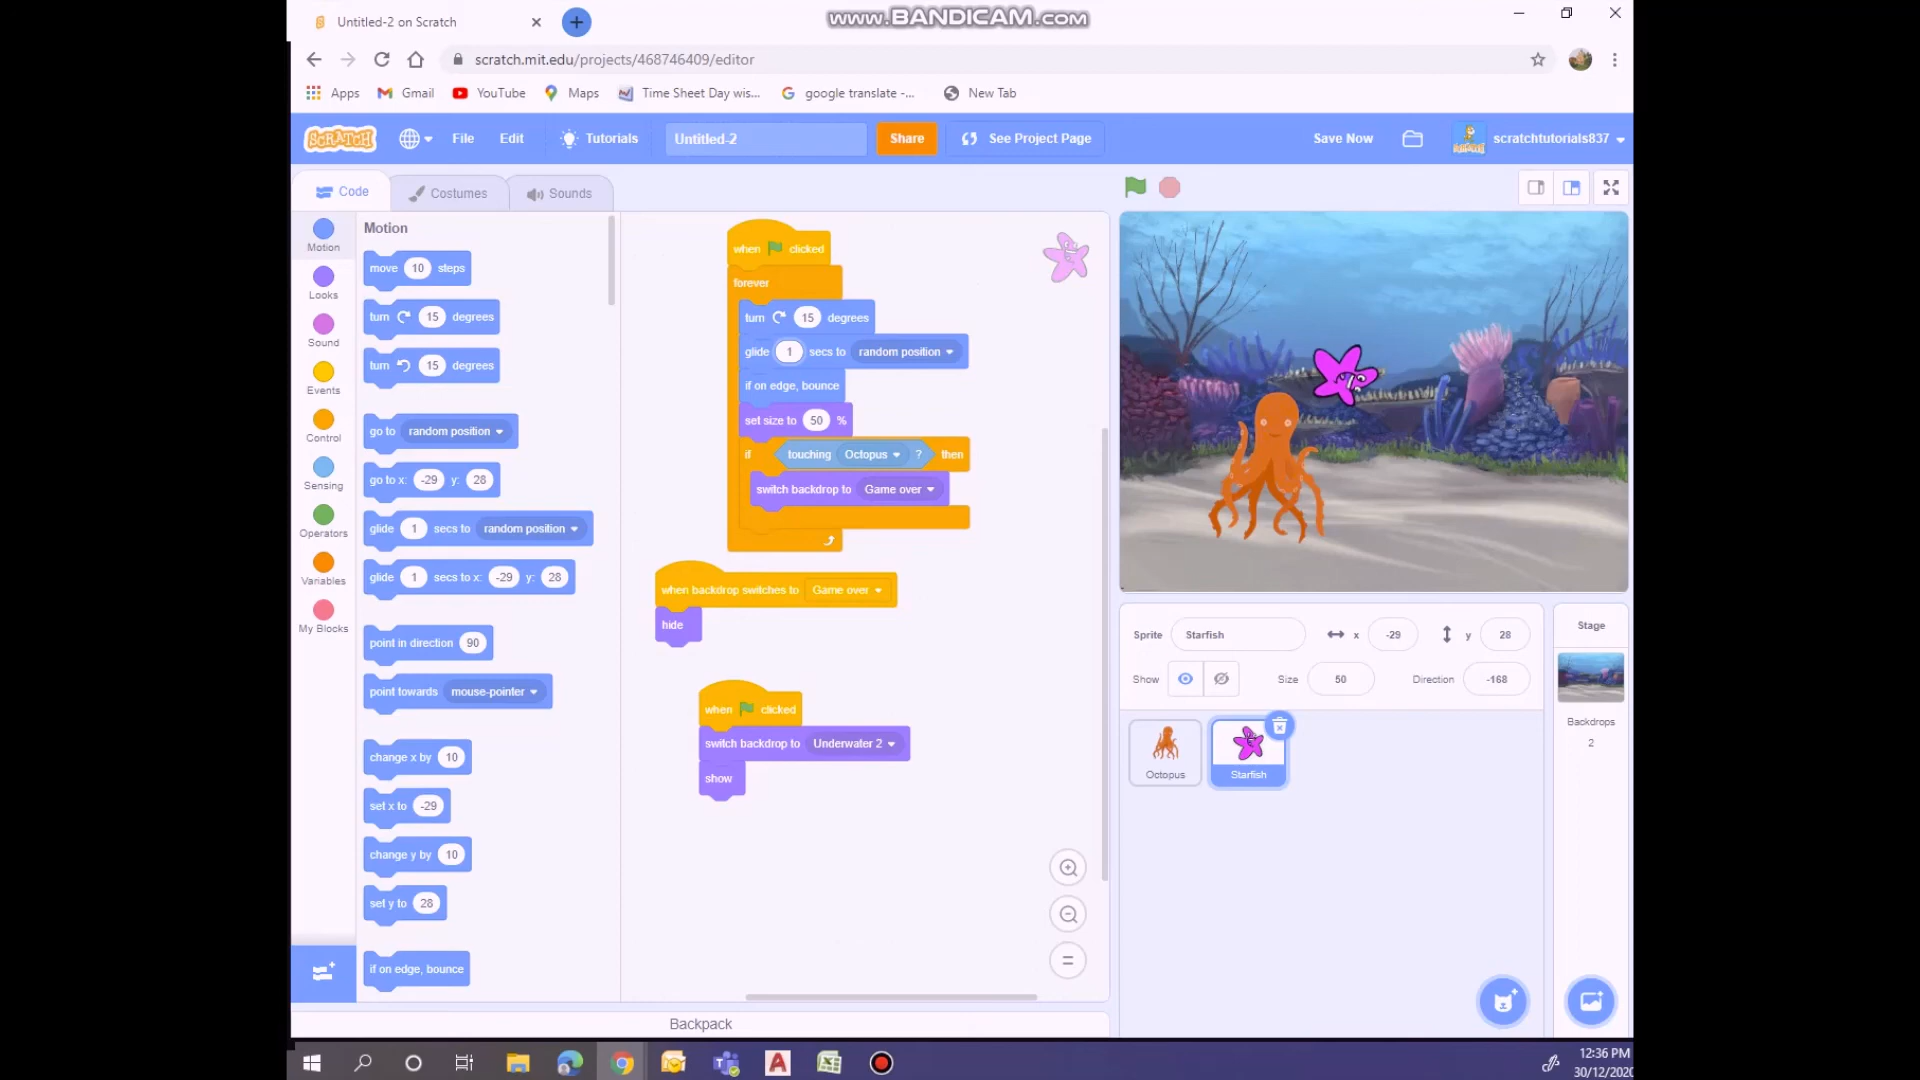 www.BANDICAM.com
Untitled-2 on Scratch
scratch.mit.edu/projects/468746409/editor
Apps Gmail YouTube Maps Time Sheet Day wis... google translate -... New Tab
SCRATCH File Edit Tutorials Untitled-2 Share See Project Page Save Now scratchtutorials837
Code Costumes Sounds
Motion
Looks
Sound
Events
Control
Sensing
Operators
Variables
My Blocks
Motion
move 10 steps
turn 15 degrees
turn 15 degrees
go to random position
go to x: -29 y: 28
glide 1 secs to random position
glide 1 secs to x: -29 y: 28
point in direction 90
point towards mouse-pointer
change x by 10
set x to -29
change y by 10
set y to 28
if on edge, bounce
when clicked
forever
turn 15 degrees
glide 1 secs to random position
if on edge, bounce
set size to 50 %
if touching Octopus ? then
switch backdrop to Game over
when backdrop switches to Game over
hide
when clicked
switch backdrop to Underwater 2
show
Backpack
Sprite Starfish x -29 y 28
Show Size 50 Direction -168
Octopus
Starfish
Stage
Backdrops
2
12:36 PM
30/12/2020